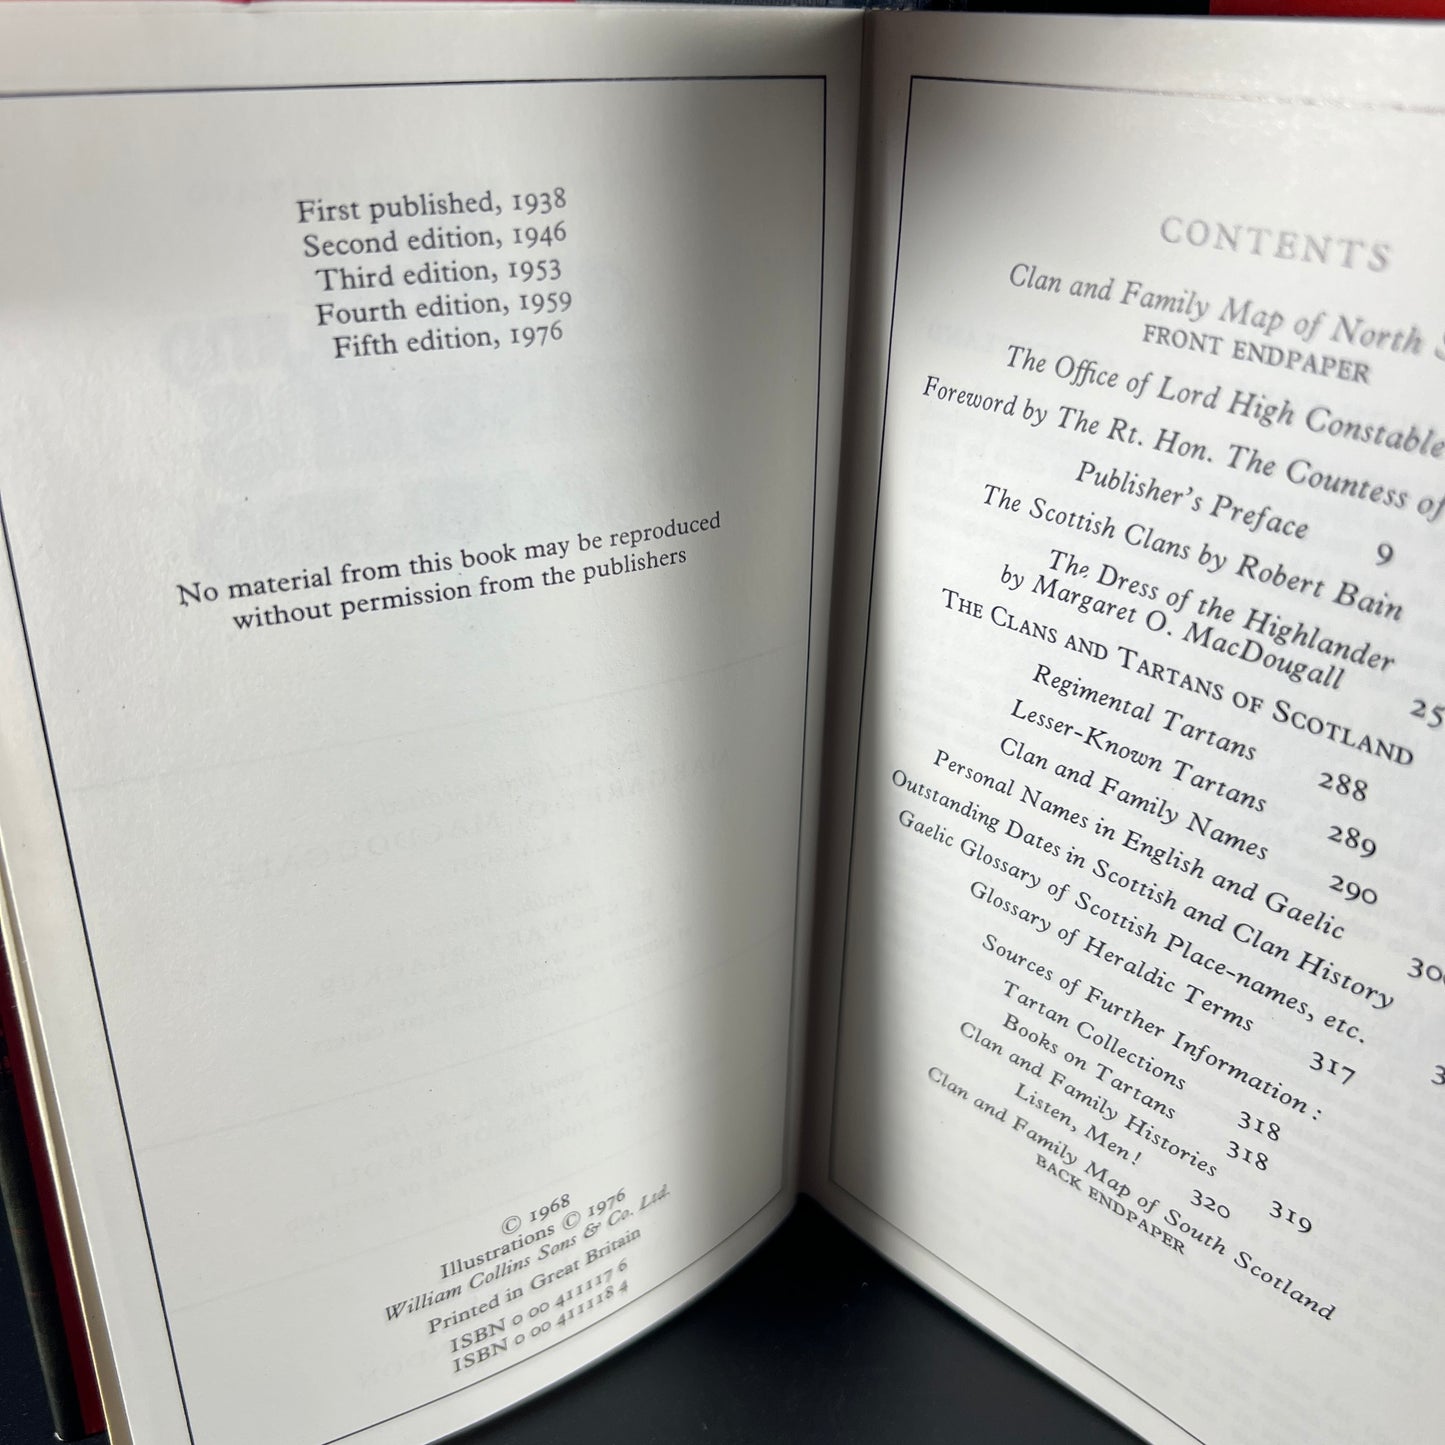 First published, 1938
Second edition, 1946
Third edition, 1953
Fourth edition, 1959
Fifth edition, 1976
No material from this book may be reproduced
without permission from the publishers
© 1968
Illustrations © 1976
William Collins Sons & Co. Ltd.
Printed in Great Britain
ISBN 0 00 411117 6
ISBN 0 00 411118 4
CONTENTS
Clan and Family Map of North
FRONT ENDPAPER
The Office of Lord High Constable
Foreword by The Rt. Hon. The Countess of
Publisher's Preface 9
The Scottish Clans by Robert Bain
The Dress of the Highlander
by Margaret O. MacDougall 25
THE CLANS AND TARTANS OF SCOTLAND
Regimental Tartans 288
Lesser-Known Tartans 289
Clan and Family Names 290
Personal Names in English and Gaelic
Outstanding Dates in Scottish and Clan History
Gaelic Glossary of Scottish Place-names, etc.
Glossary of Heraldic Terms 317
Sources of Further Information:
Tartan Collections 318
Books on Tartans 318
Clan and Family Histories 319
Listen, Men! 320
Clan and Family Map of South Scotland
BACK ENDPAPER